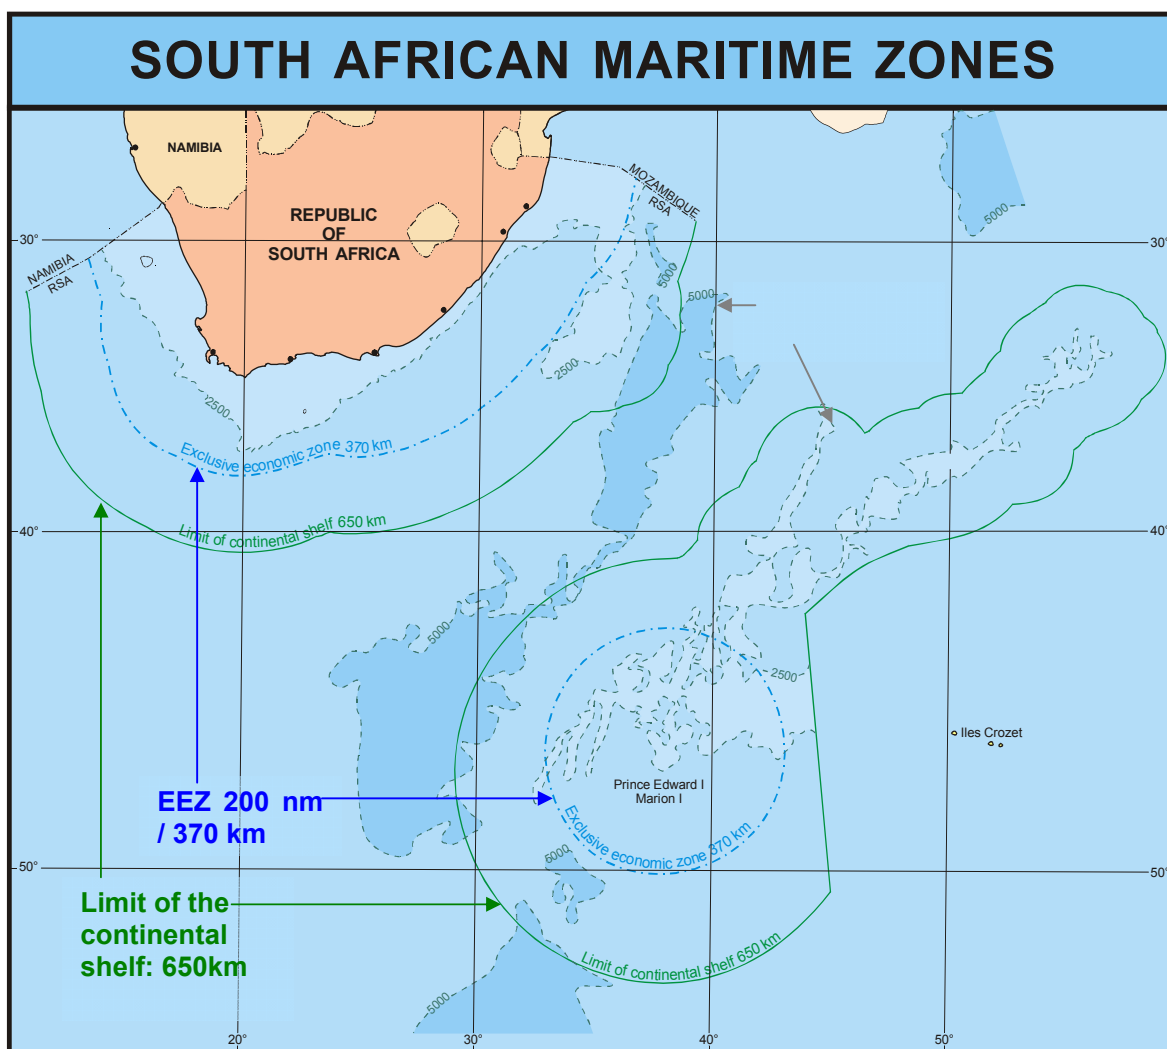 SOUTH AFRICAN MARITIME ZONES
NAMIBIA
REPUBLIC
OF
SOUTH AFRICA
MOZAMBIQUE
RSA
5000
30°
30°
NAMIBIA
RSA
5000
5000
2500
2500
Exclusive economic zone 370 km
Limit of continental shelf 650 km
40°
40°
5000
2500
Iles Crozet
Prince Edward I
Marion I
EEZ 200 nm
/ 370 km
Exclusive economic zone 370 km
5000
50°
50°
Limit of the
continental
shelf: 650km
Limit of continental shelf 650 km
5000
20°
30°
40°
50°